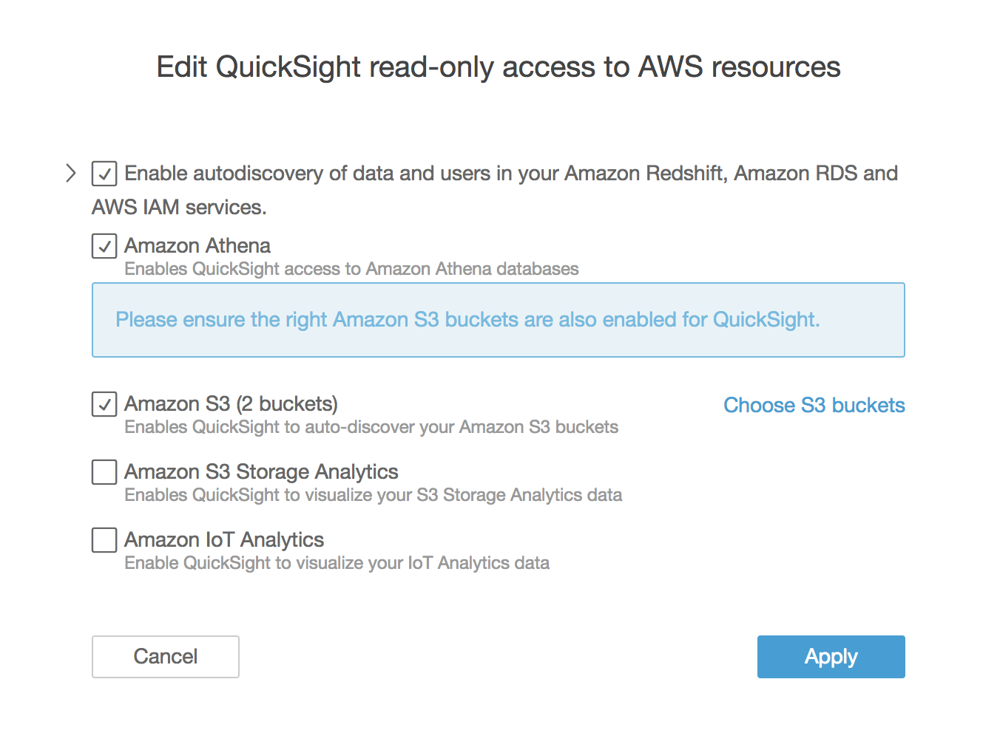 Edit QuickSight read-only access to AWS resources
Enable autodiscovery of data and users in your Amazon Redshift, Amazon RDS and
AWS IAM services.
Amazon Athena
Enables QuickSight access to Amazon Athena databases
Please ensure the right Amazon S3 buckets are also enabled for QuickSight.
Amazon S3 (2 buckets)
Choose S3 buckets
Enables QuickSight to auto-discover your Amazon S3 buckets
Amazon S3 Storage Analytics
Enables QuickSight to visualize your S3 Storage Analytics data
Amazon IoT Analytics
Enable QuickSight to visualize your IoT Analytics data
Cancel
Apply